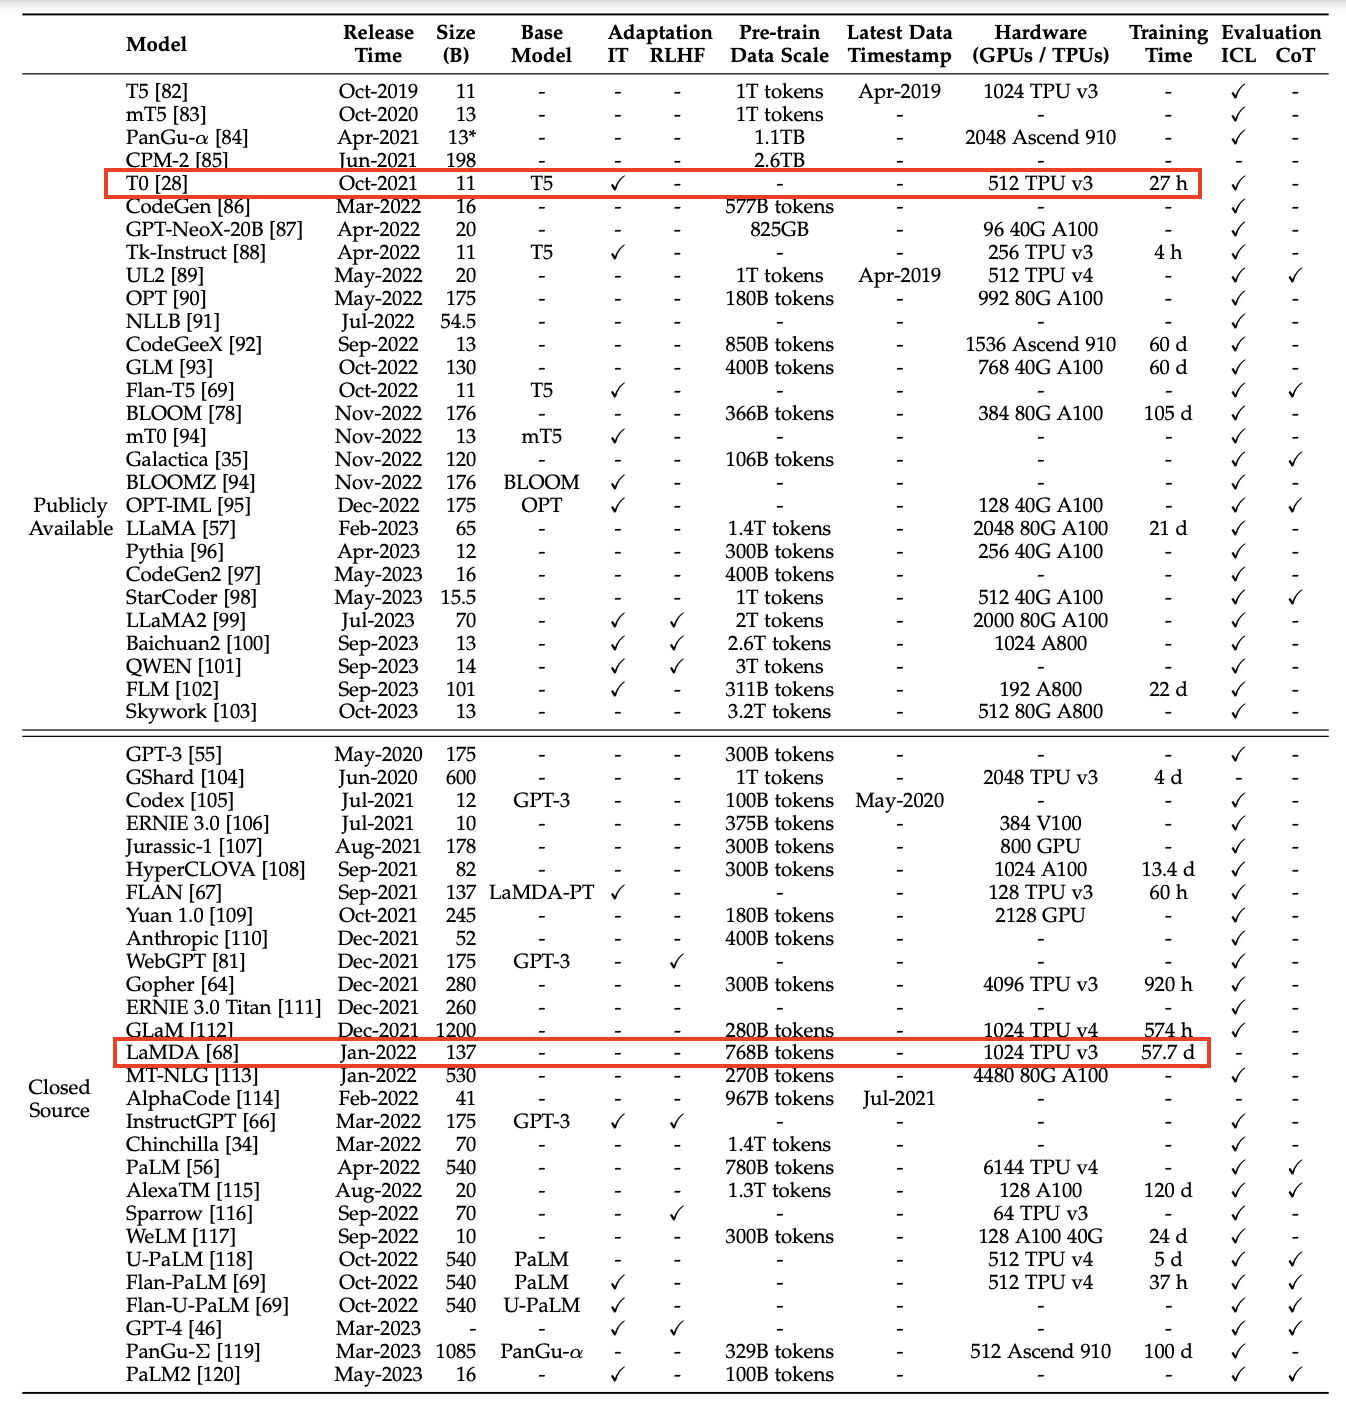 Model Release Time Size (B) Base Model Adaptation IT RLHF Pre-train Data Scale Latest Data Timestamp Hardware (GPUs / TPUs) Training Time Evaluation ICL CoT
T5 [82] Oct-2019 11 - - - 1T tokens Apr-2019 1024 TPU v3 - ✓ -
mT5 [83] Oct-2020 13 - - - 1T tokens - - - ✓ -
PanGu-α [84] Apr-2021 13* - - - 1.1TB - 2048 Ascend 910 - ✓ -
CPM-2 [85] Jun-2021 198 - - - 2.6TB - - - - -
T0 [28] Oct-2021 11 T5 ✓ - - - 512 TPU v3 27 h ✓ -
CodeGen [86] Mar-2022 16 - - - 577B tokens - - - ✓ -
GPT-NeoX-20B [87] Apr-2022 20 - - - 825GB - 96 40G A100 - ✓ -
Tk-Instruct [88] Apr-2022 11 T5 ✓ - - - 256 TPU v3 4 h ✓ -
UL2 [89] May-2022 20 - - - 1T tokens Apr-2019 512 TPU v4 - ✓ ✓
OPT [90] May-2022 175 - - - 180B tokens - 992 80G A100 - ✓ -
NLLB [91] Jul-2022 54.5 - - - - - - - ✓ -
CodeGeeX [92] Sep-2022 13 - - - 850B tokens - 1536 Ascend 910 60 d ✓ -
GLM [93] Oct-2022 130 - - - 400B tokens - 768 40G A100 60 d ✓ -
Flan-T5 [69] Oct-2022 11 T5 ✓ - - - - - ✓ ✓
BLOOM [78] Nov-2022 176 - - - 366B tokens - 384 80G A100 105 d ✓ -
mT0 [94] Nov-2022 13 mT5 ✓ - - - - - ✓ -
Galactica [35] Nov-2022 120 - - - 106B tokens - - - ✓ ✓
BLOOMZ [94] Nov-2022 176 BLOOM ✓ - - - - - ✓ -
Publicly Available
OPT-IML [95] Dec-2022 175 OPT ✓ - - - 128 40G A100 - ✓ ✓
LLaMA [57] Feb-2023 65 - - - 1.4T tokens - 2048 80G A100 21 d ✓ -
Pythia [96] Apr-2023 12 - - - 300B tokens - 256 40G A100 - ✓ -
CodeGen2 [97] May-2023 16 - - - 400B tokens - - - ✓ -
StarCoder [98] May-2023 15.5 - - - 1T tokens - 512 40G A100 - ✓ ✓
LLaMA2 [99] Jul-2023 70 - ✓ ✓ 2T tokens - 2000 80G A100 - ✓ -
Baichuan2 [100] Sep-2023 13 - ✓ ✓ 2.6T tokens - 1024 A800 - ✓ -
QWEN [101] Sep-2023 14 - ✓ ✓ 3T tokens - - - ✓ -
FLM [102] Sep-2023 101 - ✓ - 311B tokens - 192 A800 22 d ✓ -
Skywork [103] Oct-2023 13 - - - 3.2T tokens - 512 80G A800 - ✓ -
GPT-3 [55] May-2020 175 - - - 300B tokens - - - ✓ -
GShard [104] Jun-2020 600 - - - 1T tokens - 2048 TPU v3 4 d - -
Codex [105] Jul-2021 12 GPT-3 - - 100B tokens May-2020 - - ✓ -
ERNIE 3.0 [106] Jul-2021 10 - - - 375B tokens - 384 V100 - ✓ -
Jurassic-1 [107] Aug-2021 178 - - - 300B tokens - 800 GPU - ✓ -
HyperCLOVA [108] Sep-2021 82 - - - 300B tokens - 1024 A100 13.4 d ✓ -
FLAN [67] Sep-2021 137 LaMDA-PT ✓ - - - 128 TPU v3 60 h ✓ -
Yuan 1.0 [109] Oct-2021 245 - - - 180B tokens - 2128 GPU - ✓ -
Anthropic [110] Dec-2021 52 - - - 400B tokens - - - ✓ -
WebGPT [81] Dec-2021 175 GPT-3 - ✓ - - - - ✓ -
Gopher [64] Dec-2021 280 - - - 300B tokens - 4096 TPU v3 920 h ✓ -
ERNIE 3.0 Titan [111] Dec-2021 260 - - - - - - - ✓ -
GLaM [112] Dec-2021 1200 - - - 280B tokens - 1024 TPU v4 574 h ✓ -
LaMDA [68] Jan-2022 137 - - - 768B tokens - 1024 TPU v3 57.7 d - -
Closed Source
MT-NLG [113] Jan-2022 530 - - - 270B tokens - 4480 80G A100 - ✓ -
AlphaCode [114] Feb-2022 41 - - - 967B tokens Jul-2021 - - - -
InstructGPT [66] Mar-2022 175 GPT-3 ✓ ✓ - - - - ✓ -
Chinchilla [34] Mar-2022 70 - - - 1.4T tokens - - - ✓ -
PaLM [56] Apr-2022 540 - - - 780B tokens - 6144 TPU v4 - ✓ ✓
AlexaTM [115] Aug-2022 20 - - - 1.3T tokens - 128 A100 120 d ✓ ✓
Sparrow [116] Sep-2022 70 - - ✓ - - 64 TPU v3 - ✓ -
WeLM [117] Sep-2022 10 - - - 300B tokens - 128 A100 40G 24 d ✓ -
U-PaLM [118] Oct-2022 540 PaLM - - - - 512 TPU v4 5 d ✓ ✓
Flan-PaLM [69] Oct-2022 540 PaLM ✓ - - - 512 TPU v4 37 h ✓ ✓
Flan-U-PaLM [69] Oct-2022 540 U-PaLM ✓ - - - - - ✓ ✓
GPT-4 [46] Mar-2023 - - ✓ ✓ - - - - ✓ ✓
PanGu-Σ [119] Mar-2023 1085 PanGu-α - - 329B tokens - 512 Ascend 910 100 d ✓ -
PaLM2 [120] May-2023 16 - ✓ - 100B tokens - - - ✓ ✓